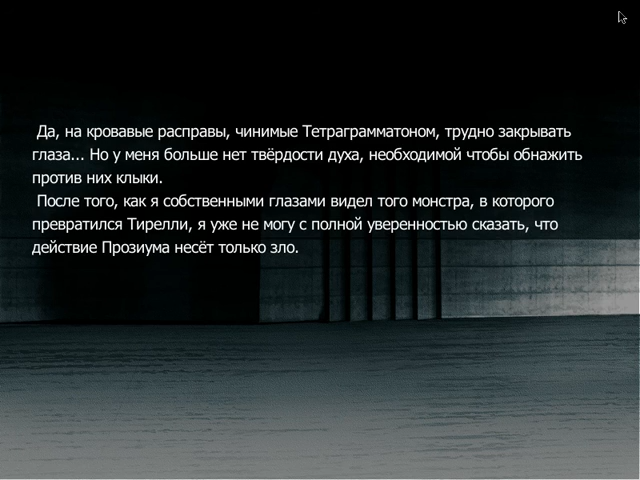 Да, на кровавые расправы, чинимые Тетраграмматоном, трудно закрывать
глаза... Но у меня больше нет твёрдости духа, необходимой чтобы обнажить
против них клыки.
После того, как я собственными глазами видел того монстра, в которого
превратился Тирелли, я уже не могу с полной уверенностью сказать, что
действие Прозиума несёт только зло.